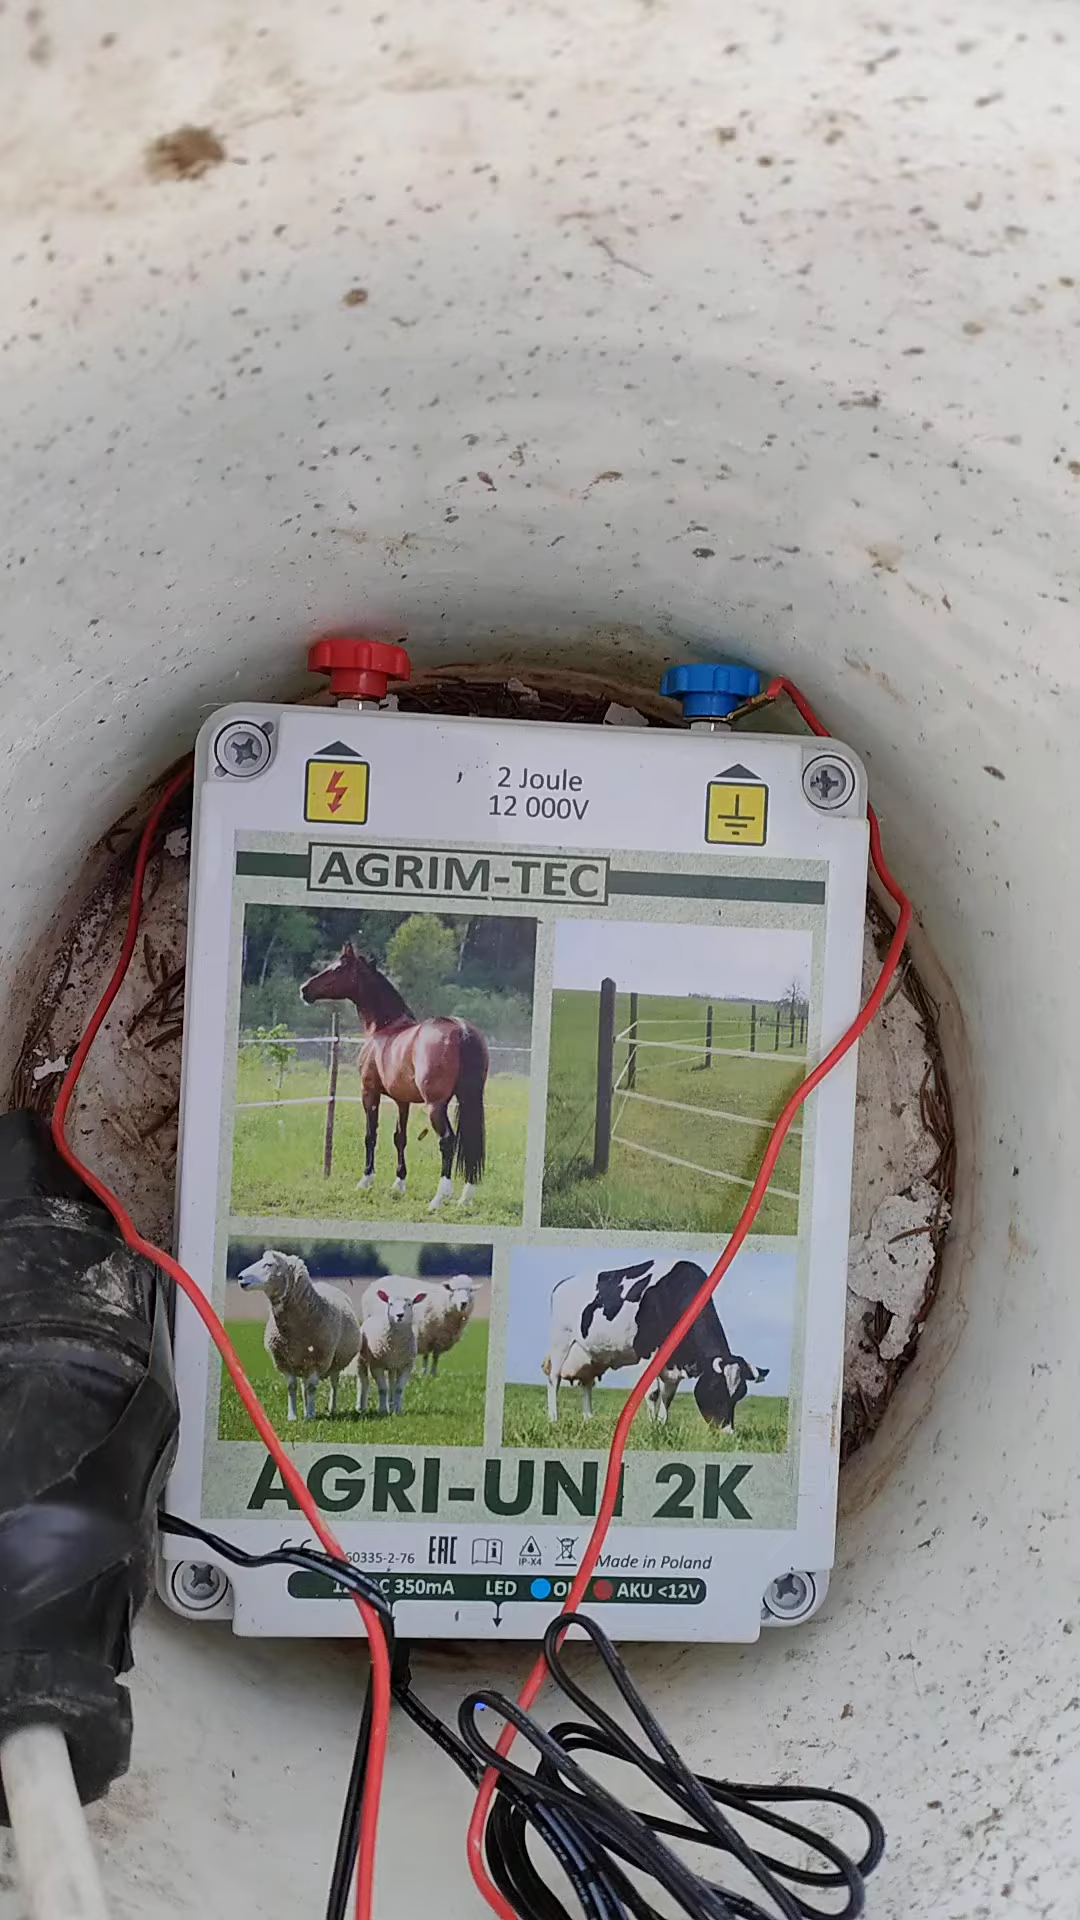 2 Joule
12 000V
AGRIM-TEC
AGRI-UNI 2K
60335-2-76 EAC IP-X4 Made in Poland
350mA LED AKU <12V